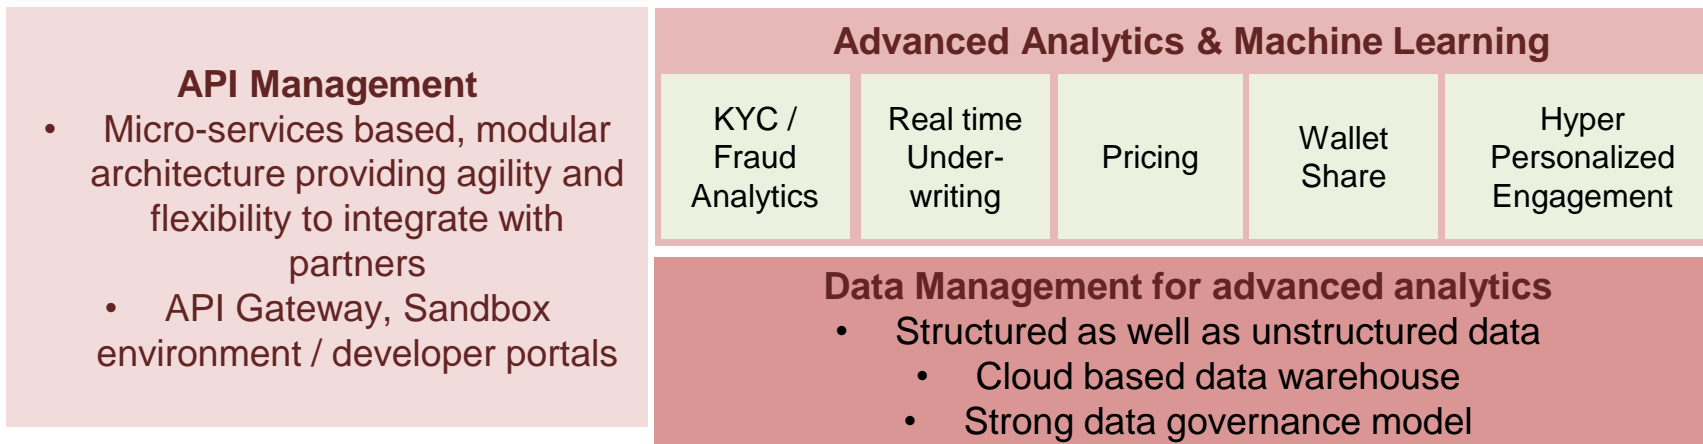 API Management
• Micro-services based, modular
architecture providing agility and
flexibility to integrate with
partners
• API Gateway, Sandbox
environment / developer portals
Advanced Analytics & Machine Learning
KYC /
Fraud
Analytics
Real time
Under-
writing
Pricing
Wallet
Share
Hyper
Personalized
Engagement
Data Management for advanced analytics
• Structured as well as unstructured data
• Cloud based data warehouse
• Strong data governance model